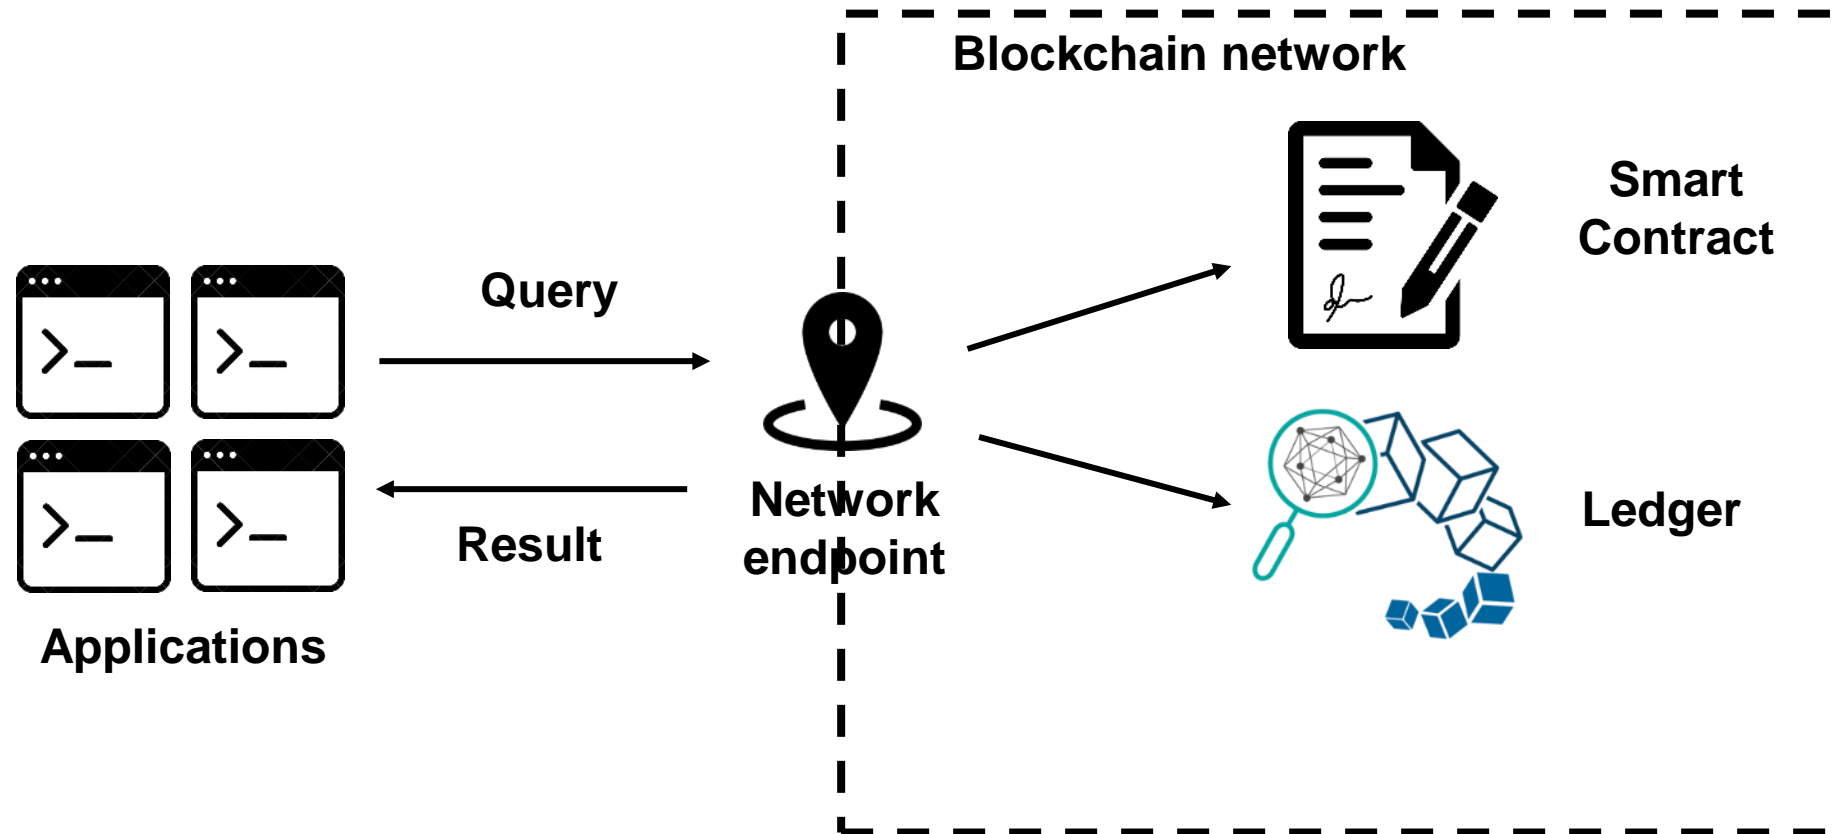 Blockchain network
Smart
Contract
Query
Network
endpoint
Result
Ledger
Applications